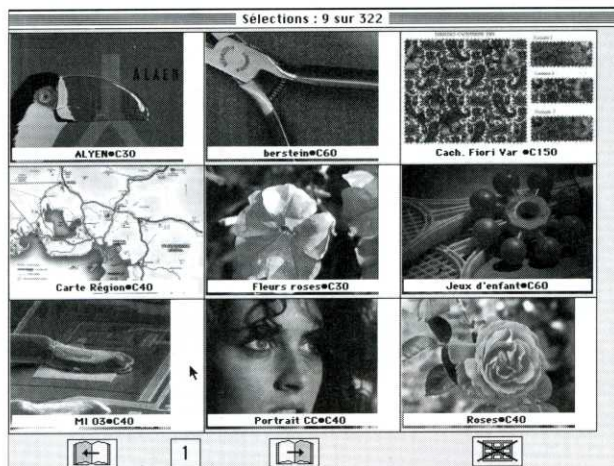 Sélections : 9 sur 322
ALAEN
ALYEN●C30
berstein●C60
Cach. Fiori Var ●C150
Carte Région●C40
Fleurs roses●C30
Jeux d'enfant●C60
MI 03●C40
Portrait CC●C40
Roses●C40
1